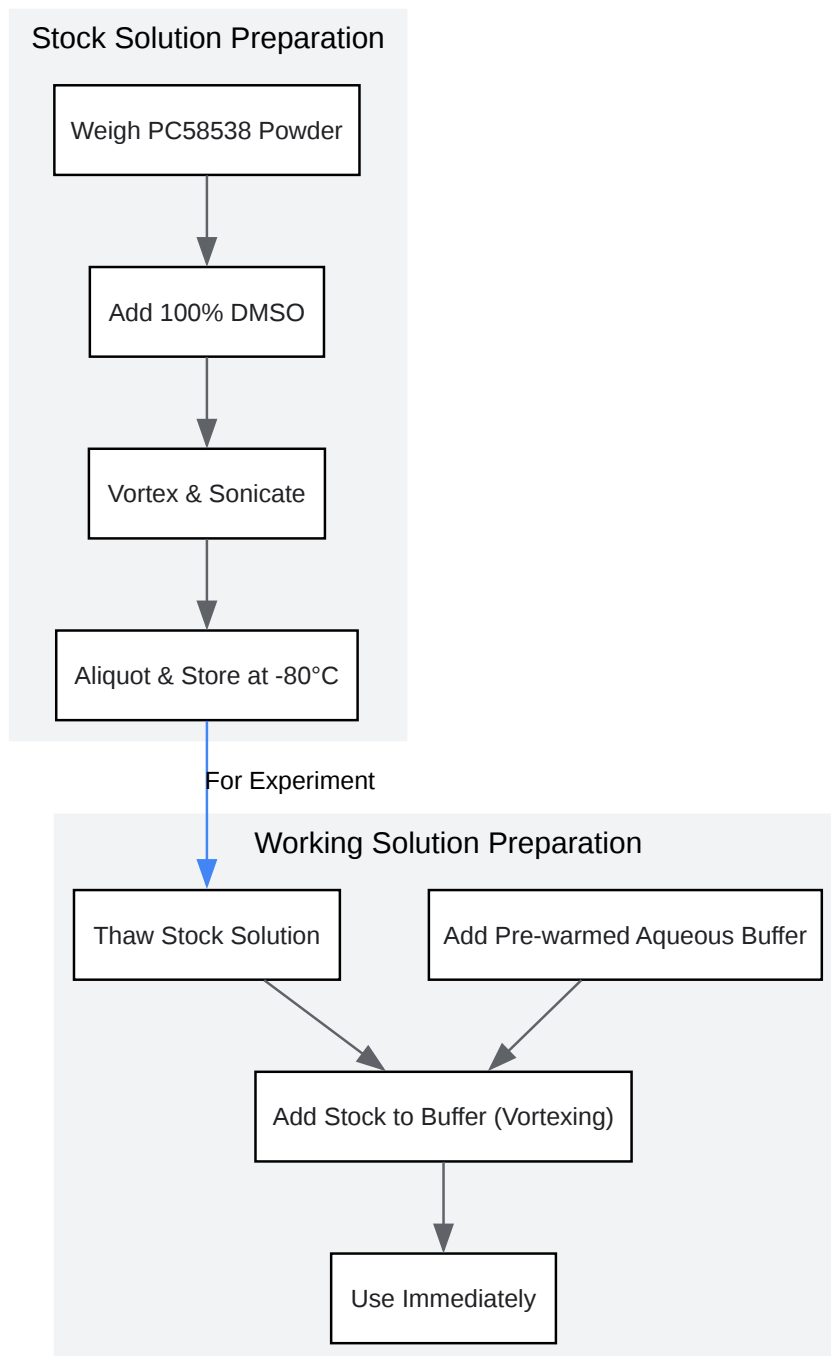 Stock Solution Preparation
Weigh PC58538 Powder
Add 100% DMSO
Vortex & Sonicate
Aliquot & Store at -80°C
For Experiment
Working Solution Preparation
Thaw Stock Solution
Add Pre-warmed Aqueous Buffer
Add Stock to Buffer (Vortexing)
Use Immediately